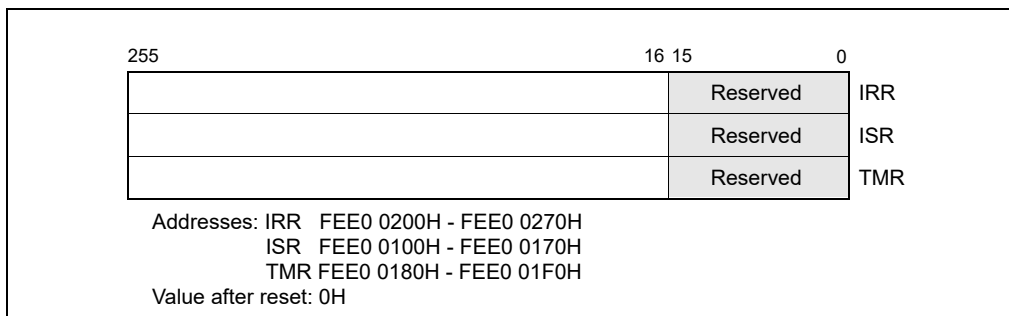 255 16 15 0
Reserved IRR
Reserved ISR
Reserved TMR
Addresses: IRR FEE0 0200H - FEE0 0270H
ISR FEE0 0100H - FEE0 0170H
TMR FEE0 0180H - FEE0 01F0H
Value after reset: 0H